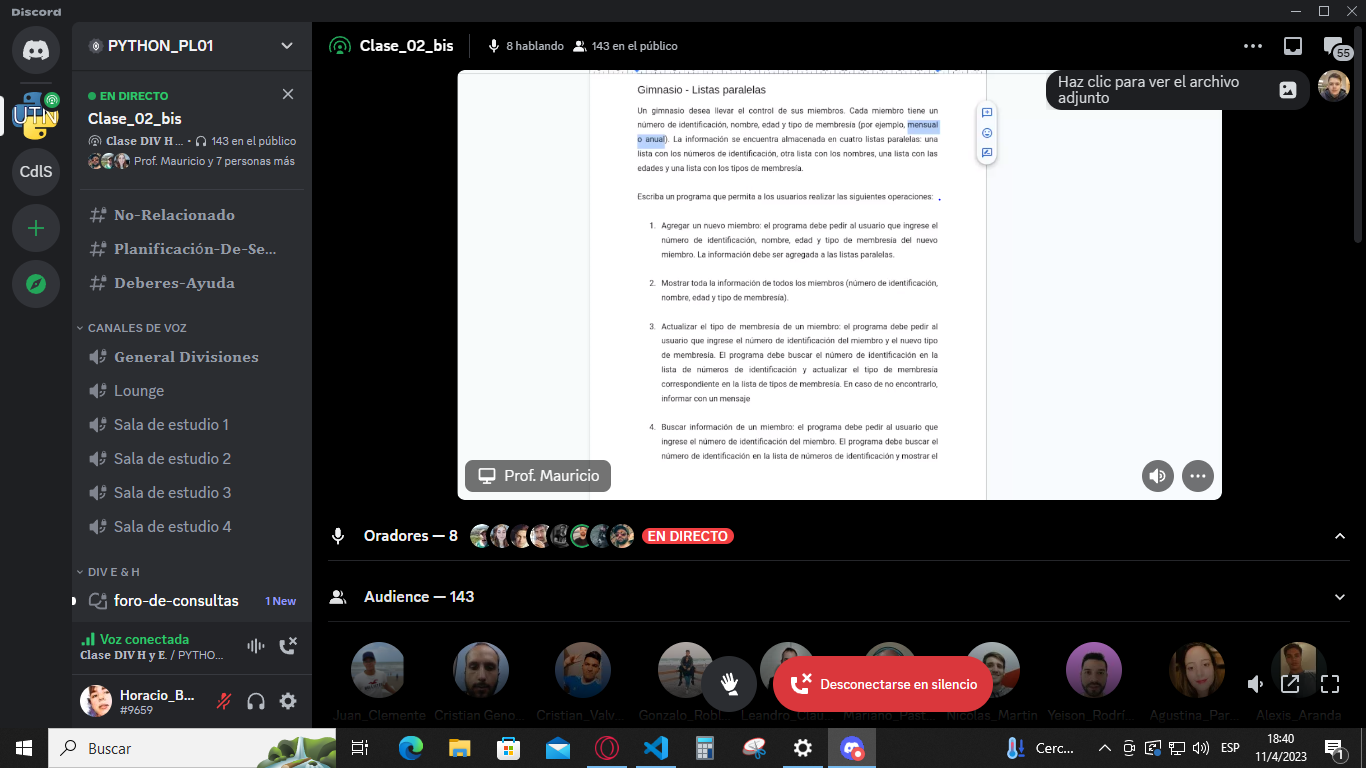 Discord
PYTHON_PL01
EN DIRECTO
Clase_02_bis
Clase DIV H ... • 143 en el público
Prof. Mauricio y 7 personas más
UTN
CdlS
No-Relacionado
Planificación-De-Se...
Deberes-Ayuda
CANALES DE VOZ
General Divisiones
Lounge
Sala de estudio 1
Sala de estudio 2
Sala de estudio 3
Sala de estudio 4
DIV E & H
foro-de-consultas 1 New
Voz conectada
Clase DIV H y E. / PYTHO...
Horacio_B...
#9659
Clase_02_bis
8 hablando 143 en el público
55
Haz clic para ver el archivo
adjunto
Gimnasio - Listas paralelas
Un gimnasio desea llevar el control de sus miembros. Cada miembro tiene un
número de identificación, nombre, edad y tipo de membresía (por ejemplo, mensual
o anual). La información se encuentra almacenada en cuatro listas paralelas: una
lista con los números de identificación, otra lista con los nombres, una lista con las
edades y una lista con los tipos de membresía.
Escriba un programa que permita a los usuarios realizar las siguientes operaciones:
1. Agregar un nuevo miembro: el programa debe pedir al usuario que ingrese el
número de identificación, nombre, edad y tipo de membresía del nuevo
miembro. La información debe ser agregada a las listas paralelas.
2. Mostrar toda la información de todos los miembros (número de identificación,
nombre, edad y tipo de membresía).
3. Actualizar el tipo de membresía de un miembro: el programa debe pedir al
usuario que ingrese el número de identificación del miembro y el nuevo tipo
de membresía. El programa debe buscar el número de identificación en la
lista de números de identificación y actualizar el tipo de membresía
correspondiente en la lista de tipos de membresía. En caso de no encontrarlo,
informar con un mensaje
4. Buscar información de un miembro: el programa debe pedir al usuario que
ingrese el número de identificación del miembro. El programa debe buscar el
número de identificación en la lista de números de identificación y mostrar el
Prof. Mauricio
Oradores — 8 EN DIRECTO
Audience — 143
Desconectarse en silencio
Juan_Clemente Cristian Geno... Cristian_Valv... Gonzalo_Robl... Leandro_Clau... Mariano_Past... Nicolas_Martin Yeison_Rodrí... Agustina_Par... Alexis_Aranda
Buscar
Cerc...
ESP
18:40
11/4/2023
1